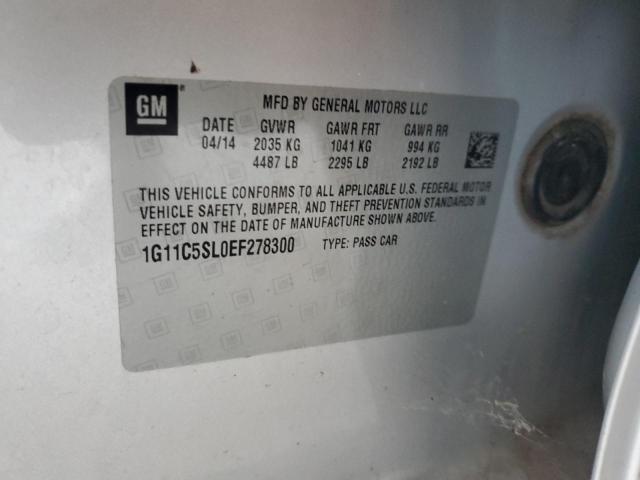 GM
MFD BY GENERAL MOTORS LLC
DATE GVWR GAWR FRT GAWR RR
04/14 2035 KG 1041 KG 994 KG
4487 LB 2295 LB 2192 LB
THIS VEHICLE CONFORMS TO ALL APPLICABLE U.S. FEDERAL MOTOR
VEHICLE SAFETY, BUMPER, AND THEFT PREVENTION STANDARDS IN
EFFECT ON THE DATE OF MANUFACTURE SHOWN ABOVE.
1G11C5SL0EF278300 TYPE: PASS CAR